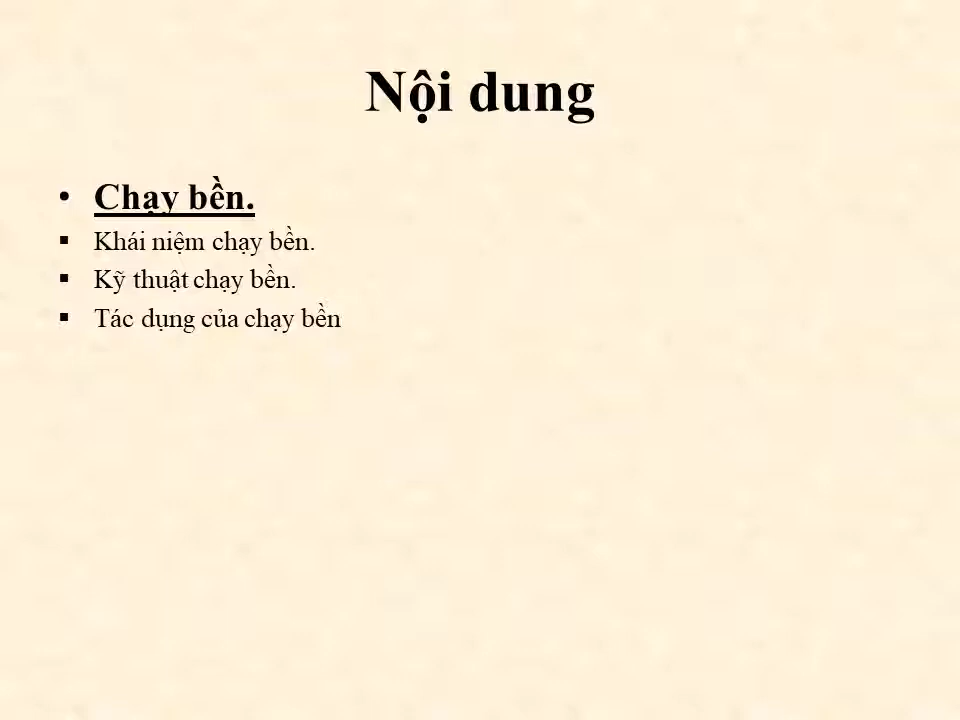 Nội dung
• Chạy bền.
▪ Khái niệm chạy bền.
▪ Kỹ thuật chạy bền.
▪ Tác dụng của chạy bền